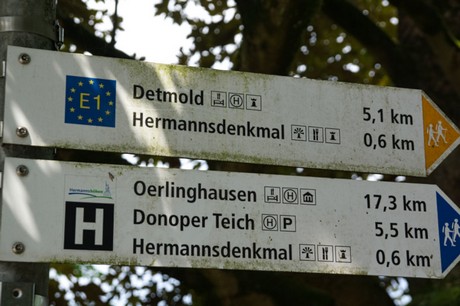 E1
Detmold H 5,1 km
Hermannsdenkmal 0,6 km
Hermannshöhen
H
Oerlinghausen H 17,3 km
Donoper Teich H P 5,5 km
Hermannsdenkmal 0,6 km